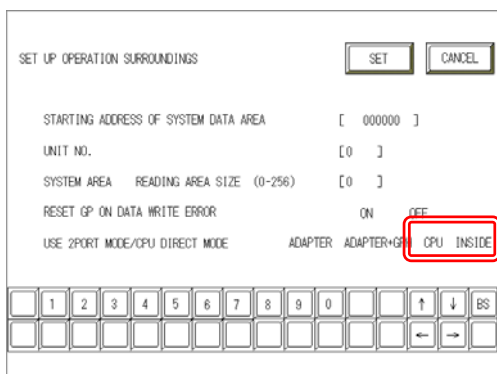 SET UP OPERATION SURROUNDINGS SET CANCEL
STARTING ADDRESS OF SYSTEM DATA AREA [ 000000 ]
UNIT NO. [0 ]
SYSTEM AREA READING AREA SIZE (0-256) [0 ]
RESET GP ON DATA WRITE ERROR ON OFF
USE 2PORT MODE/CPU DIRECT MODE ADAPTER ADAPTER+GPH CPU INSIDE
1 2 3 4 5 6 7 8 9 0 ↑ ↓ BS
← →